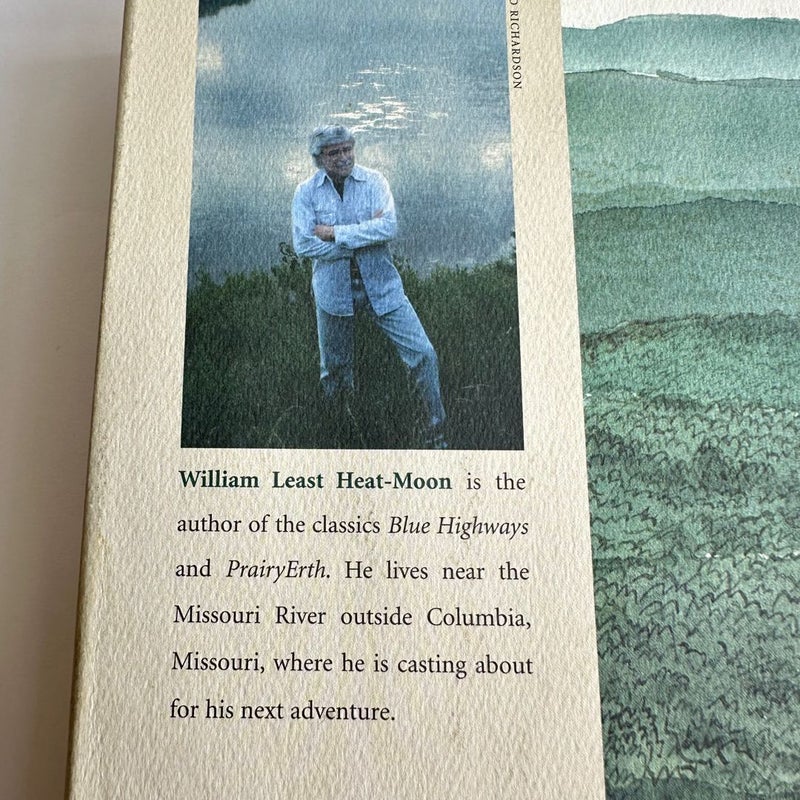 RICHARDSON
William Least Heat-Moon is the
author of the classics Blue Highways
and PrairyErth. He lives near the
Missouri River outside Columbia,
Missouri, where he is casting about
for his next adventure.